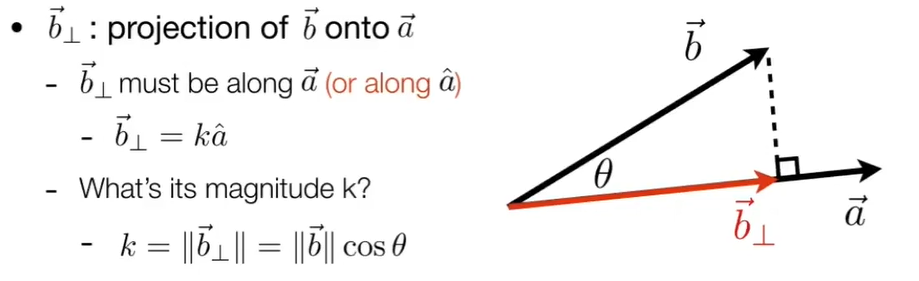 • $\vec{b}_\perp$ : projection of $\vec{b}$ onto $\vec{a}$
- $\vec{b}_\perp$ must be along $\vec{a}$ (or along $\hat{a}$)
- $\vec{b}_\perp = k\hat{a}$
- What's its magnitude k?
- $k = \|\vec{b}_\perp\| = \|\vec{b}\| \cos\theta$
$\vec{b}$
$\theta$
$\vec{b}_\perp$
$\vec{a}$